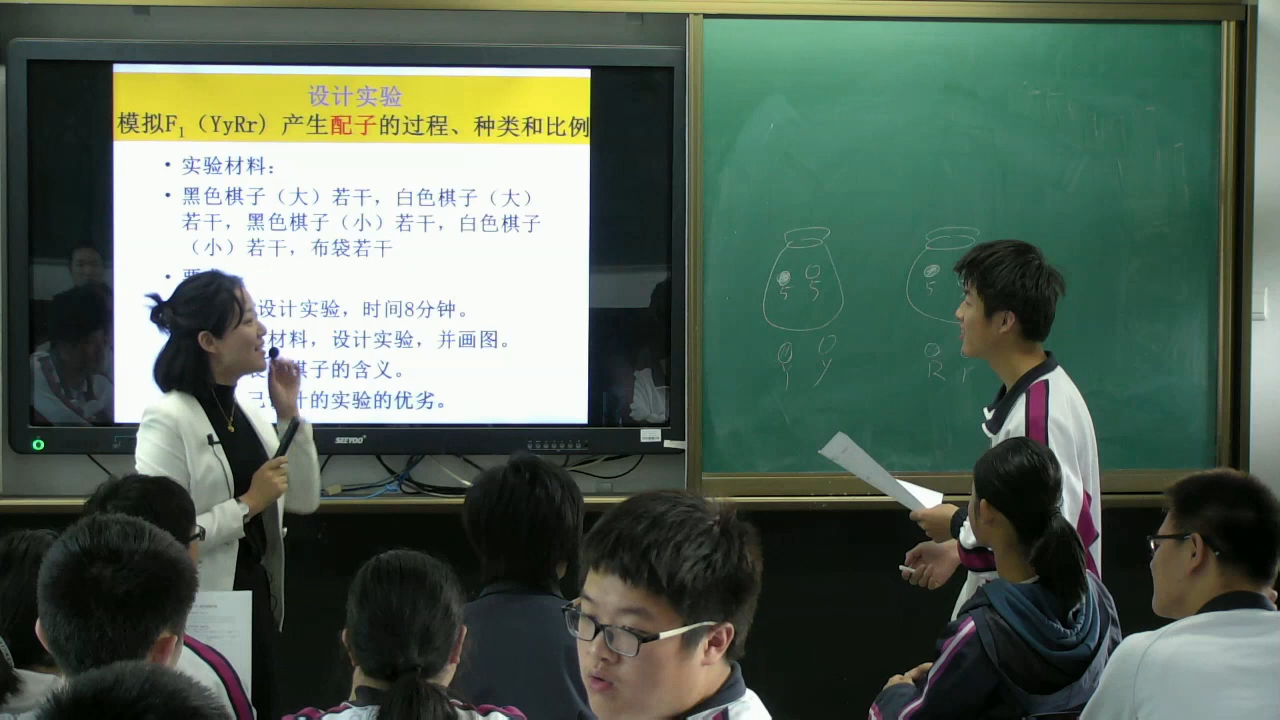 设计实验
模拟F₁（YyRr）产生配子的过程、种类和比例
• 实验材料：
• 黑色棋子（大）若干，白色棋子（大）
若干，黑色棋子（小）若干，白色棋子
（小）若干，布袋若干
设计实验，时间8分钟。
材料，设计实验，并画图。
棋子的含义。
计的实验的优劣。
SEEYOO
5 5
5
Y y
R r